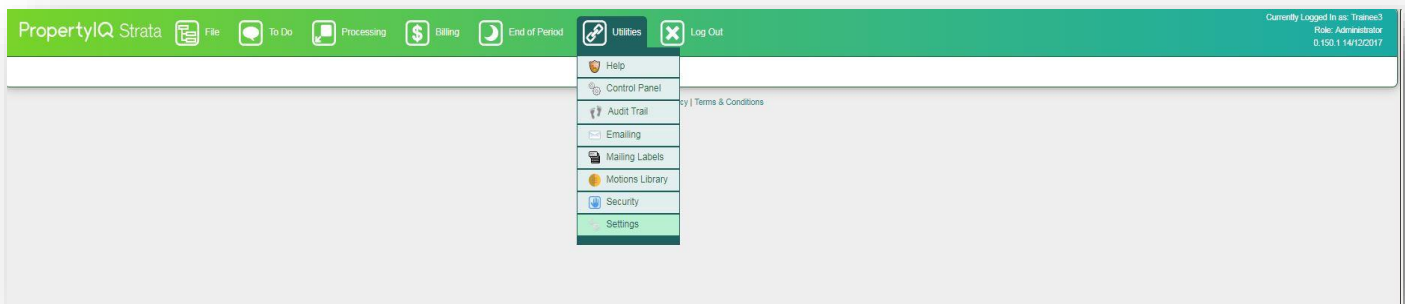 PropertyIQ Strata File To Do Processing Billing End of Period Utilities Log Out
Currently Logged In as: Trainee3
Role: Administrator
0.150.1 14/12/2017
Help
Control Panel
Audit Trail
Emailing
Mailing Labels
Motions Library
Security
Settings
| Terms & Conditions